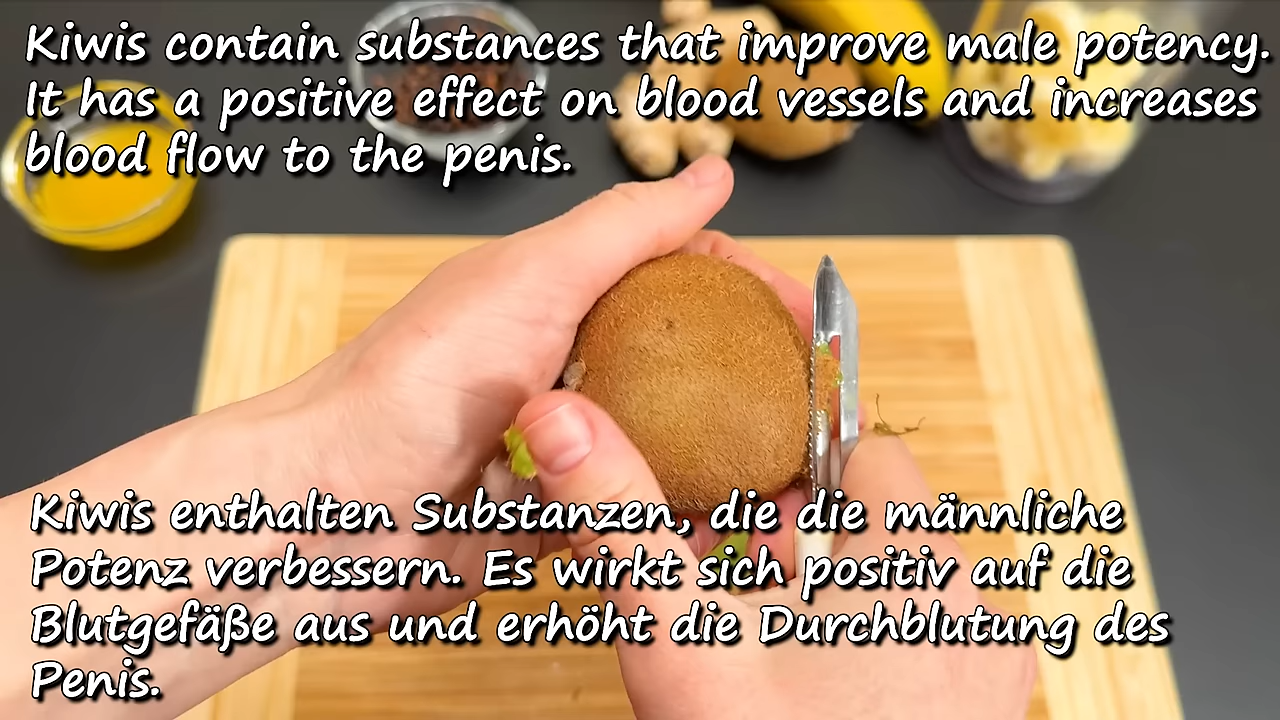 Kiwis contain substances that improve male potency.
It has a positive effect on blood vessels and increases
blood flow to the penis.
Kiwis enthalten Substanzen, die die männliche
Potenz verbessern. Es wirkt sich positiv auf die
Blutgefäße aus und erhöht die Durchblutung des
Penis.